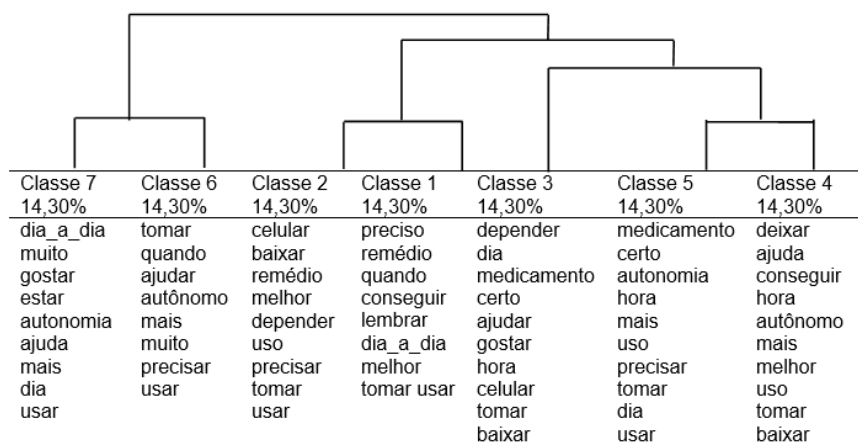 Classe 7 Classe 6 Classe 2 Classe 1 Classe 3 Classe 5 Classe 4
14,30% 14,30% 14,30% 14,30% 14,30% 14,30% 14,30%
dia_a_dia tomar celular preciso depender medicamento deixar
muito quando baixar remédio dia certo ajuda
gostar ajudar remédio quando medicamento autonomia conseguir
estar autônomo melhor conseguir certo hora hora
autonomia mais depender lembrar ajudar mais autônomo
ajuda muito uso dia_a_dia gostar uso mais
mais precisar precisar melhor hora precisar melhor
dia usar tomar tomar usar celular tomar uso
usar usar tomar dia tomar
baixar usar baixar